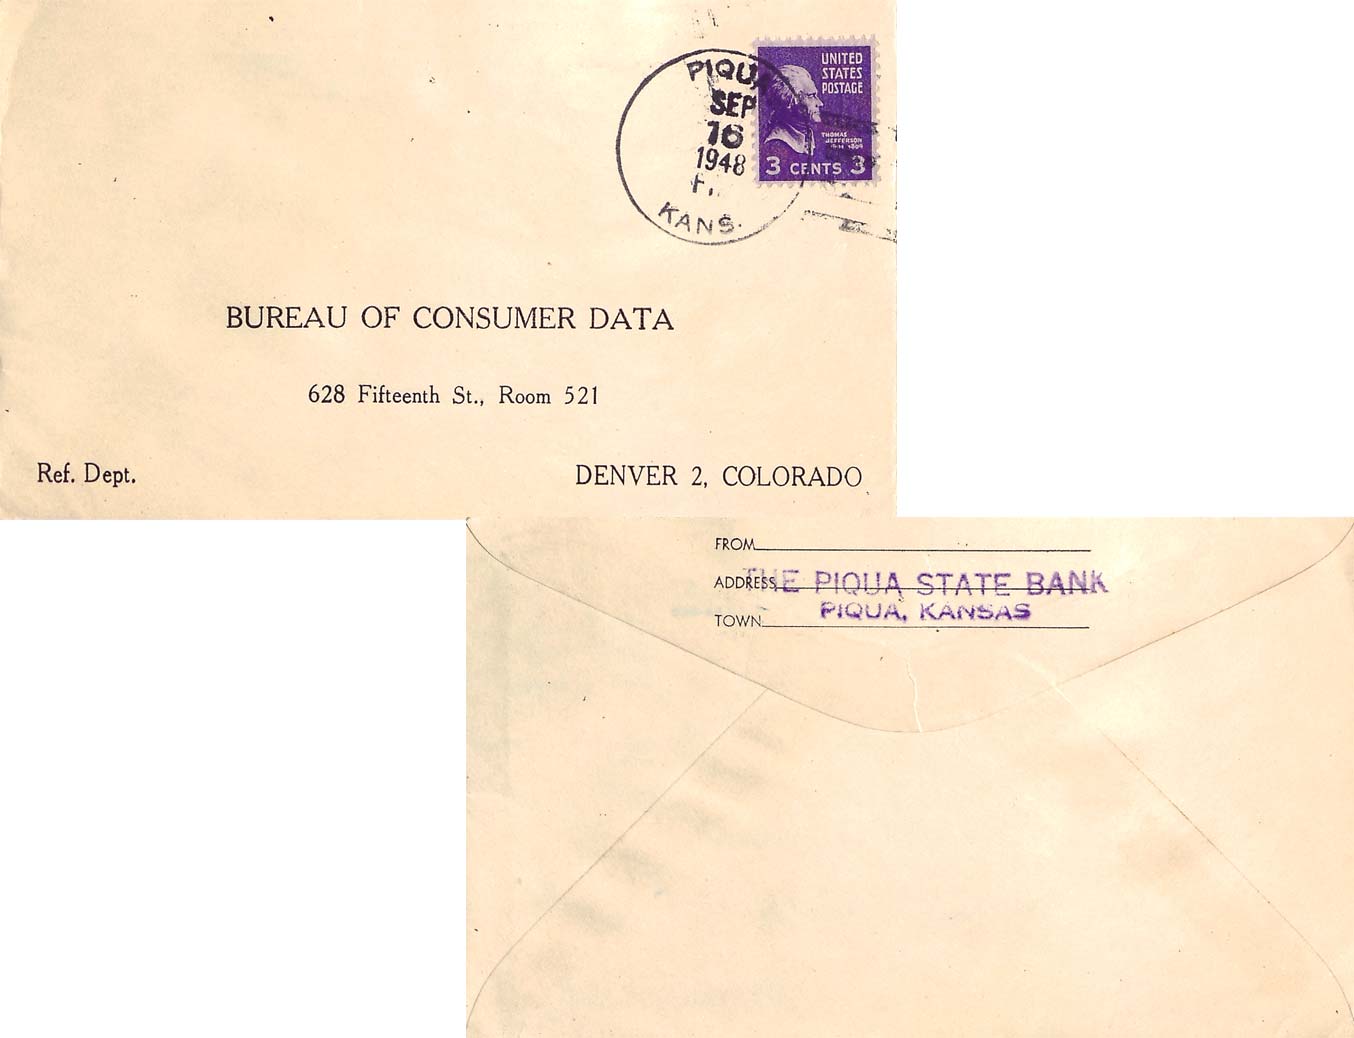 PIQUA
SEP
16
1948
KANS.
UNITED
STATES
POSTAGE
THOMAS
JEFFERSON
3 CENTS 3
BUREAU OF CONSUMER DATA
628 Fifteenth St., Room 521
Ref. Dept.
DENVER 2, COLORADO
FROM
ADDRESS
THE PIQUA STATE BANK
PIQUA, KANSAS
TOWN